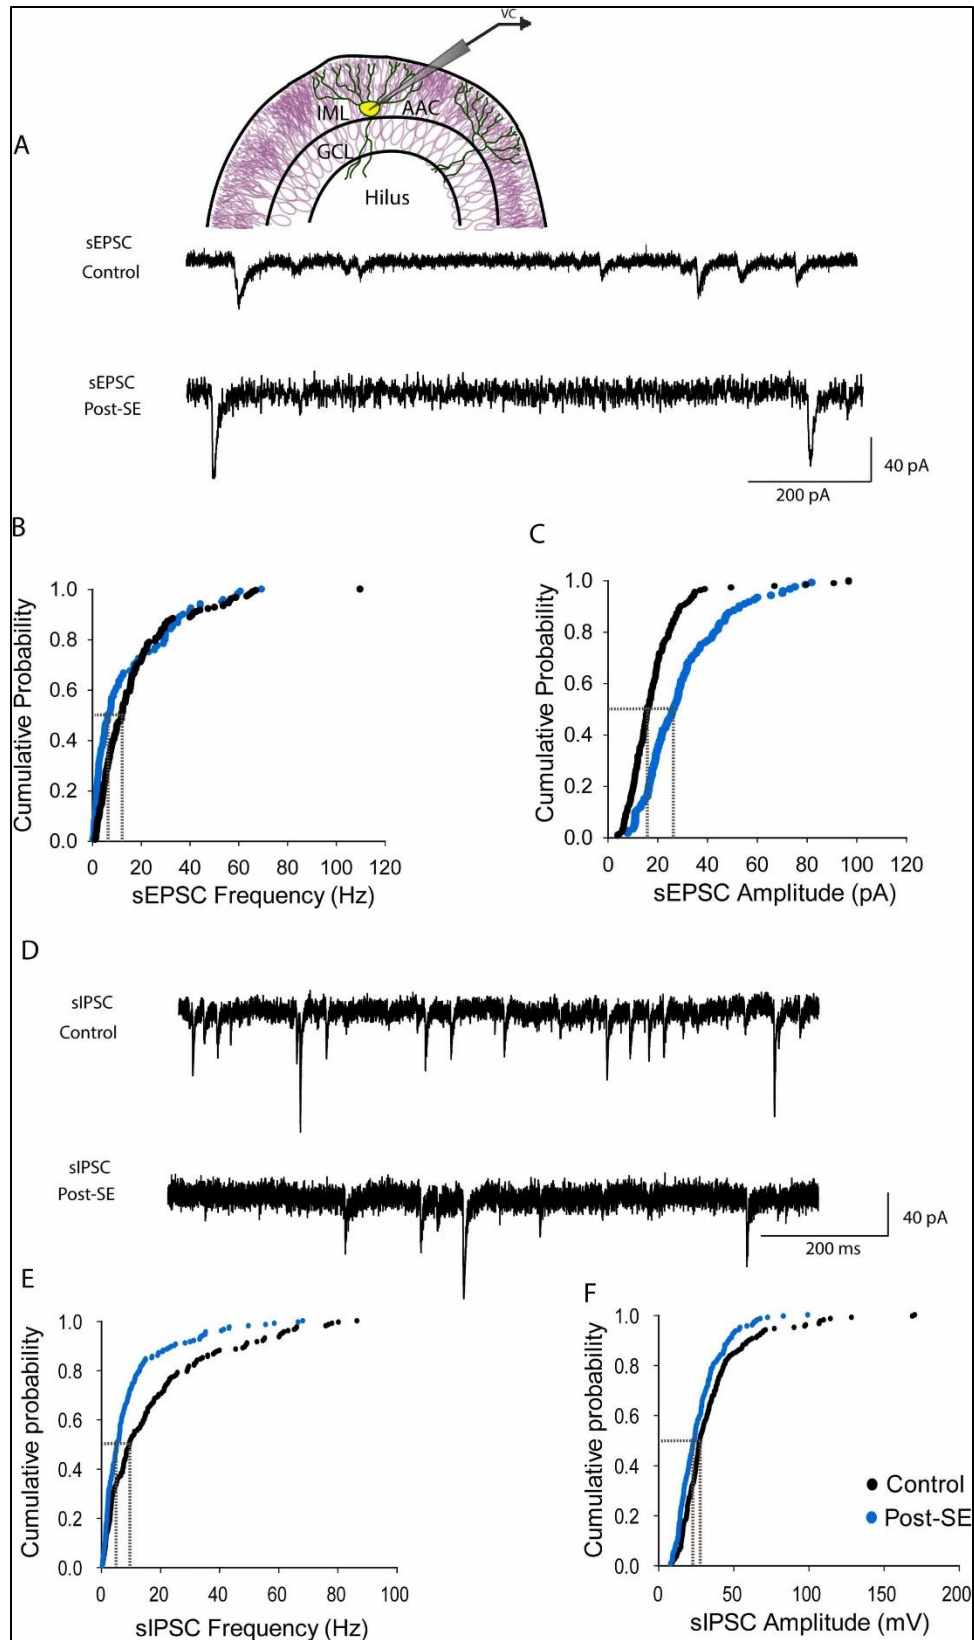 VC
A
IML
AAC
GCL
Hilus
sEPSC
Control
sEPSC
Post-SE
40 pA
200 pA
B
Cumulative Probability
1.0
0.8
0.6
0.4
0.2
0.0
0 20 40 60 80 100 120
sEPSC Frequency (Hz)
C
Cumulative Probability
1.0
0.8
0.6
0.4
0.2
0.0
0 20 40 60 80 100 120
sEPSC Amplitude (pA)
D
sIPSC
Control
sIPSC
Post-SE
40 pA
200 ms
E
Cumulative probability
1.0
0.8
0.6
0.4
0.2
0.0
0 20 40 60 80 100
sIPSC Frequency (Hz)
F
Cumulative probability
1.0
0.8
0.6
0.4
0.2
0.0
Control
Post-SE
0 50 100 150 200
sIPSC Amplitude (mV)